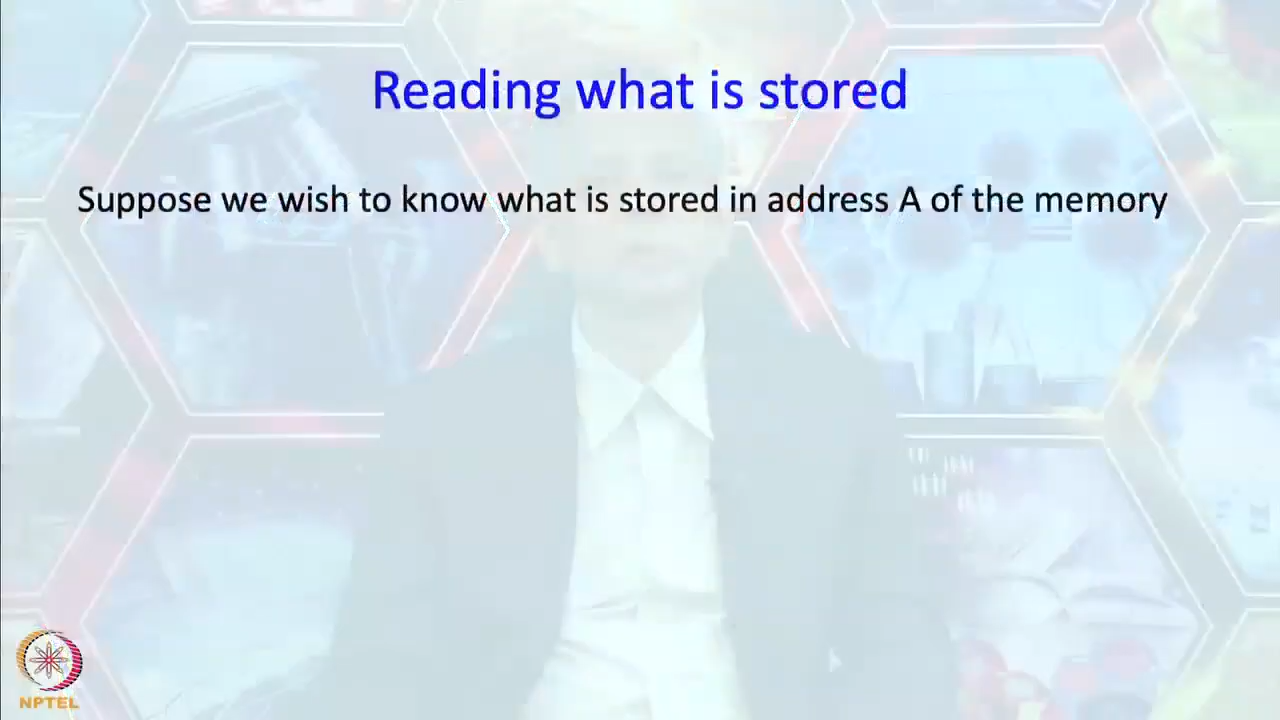 Reading what is stored
Suppose we wish to know what is stored in address A of the memory
NPTEL